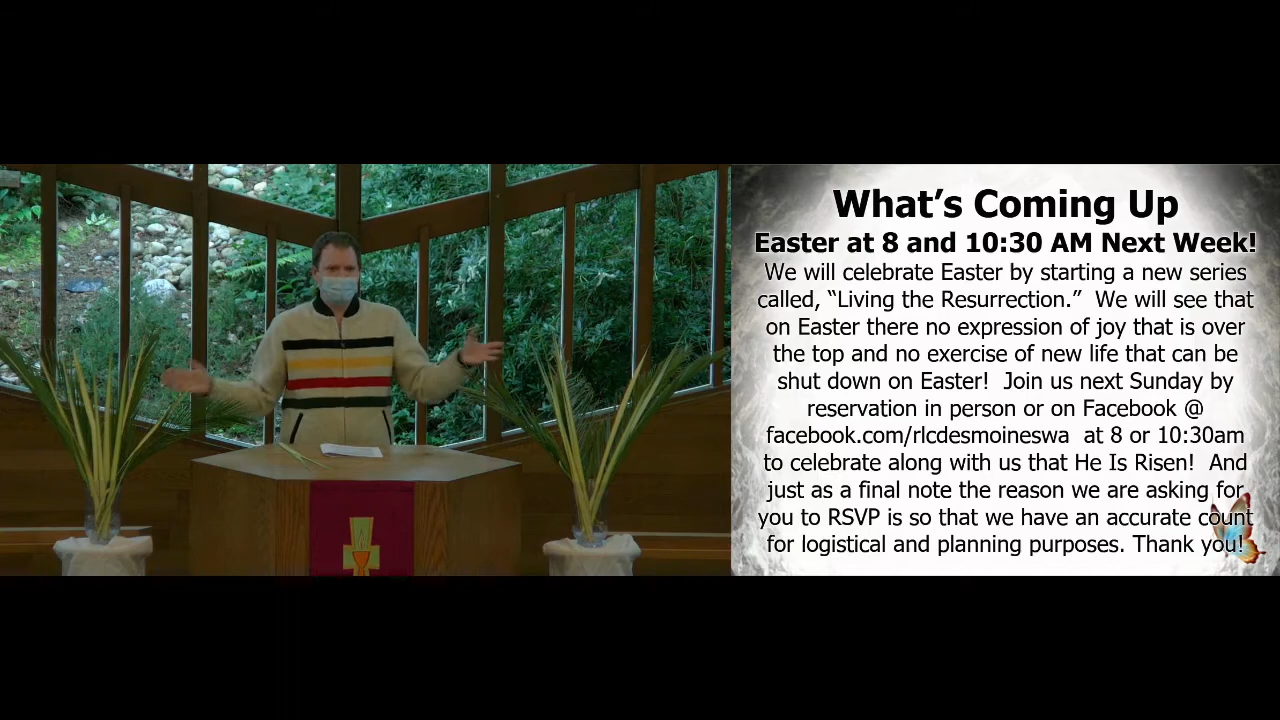 What’s Coming Up
Easter at 8 and 10:30 AM Next Week!
We will celebrate Easter by starting a new series
called, “Living the Resurrection.”  We will see that
on Easter there no expression of joy that is over
the top and no exercise of new life that can be
shut down on Easter!  Join us next Sunday by
reservation in person or on Facebook @
facebook.com/rlcdesmoineswa  at 8 or 10:30am
to celebrate along with us that He Is Risen!  And
just as a final note the reason we are asking for
you to RSVP is so that we have an accurate count
for logistical and planning purposes. Thank you!